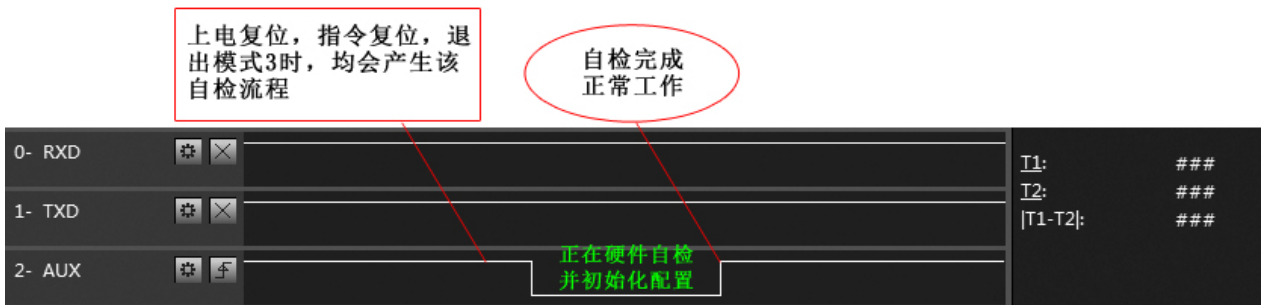 上电复位，指令复位，退
出模式3时，均会产生该
自检流程
自检完成
正常工作
0- RXD
1- TXD
2- AUX
正在硬件自检
并初始化配置
T1: ###
T2: ###
|T1-T2|: ###